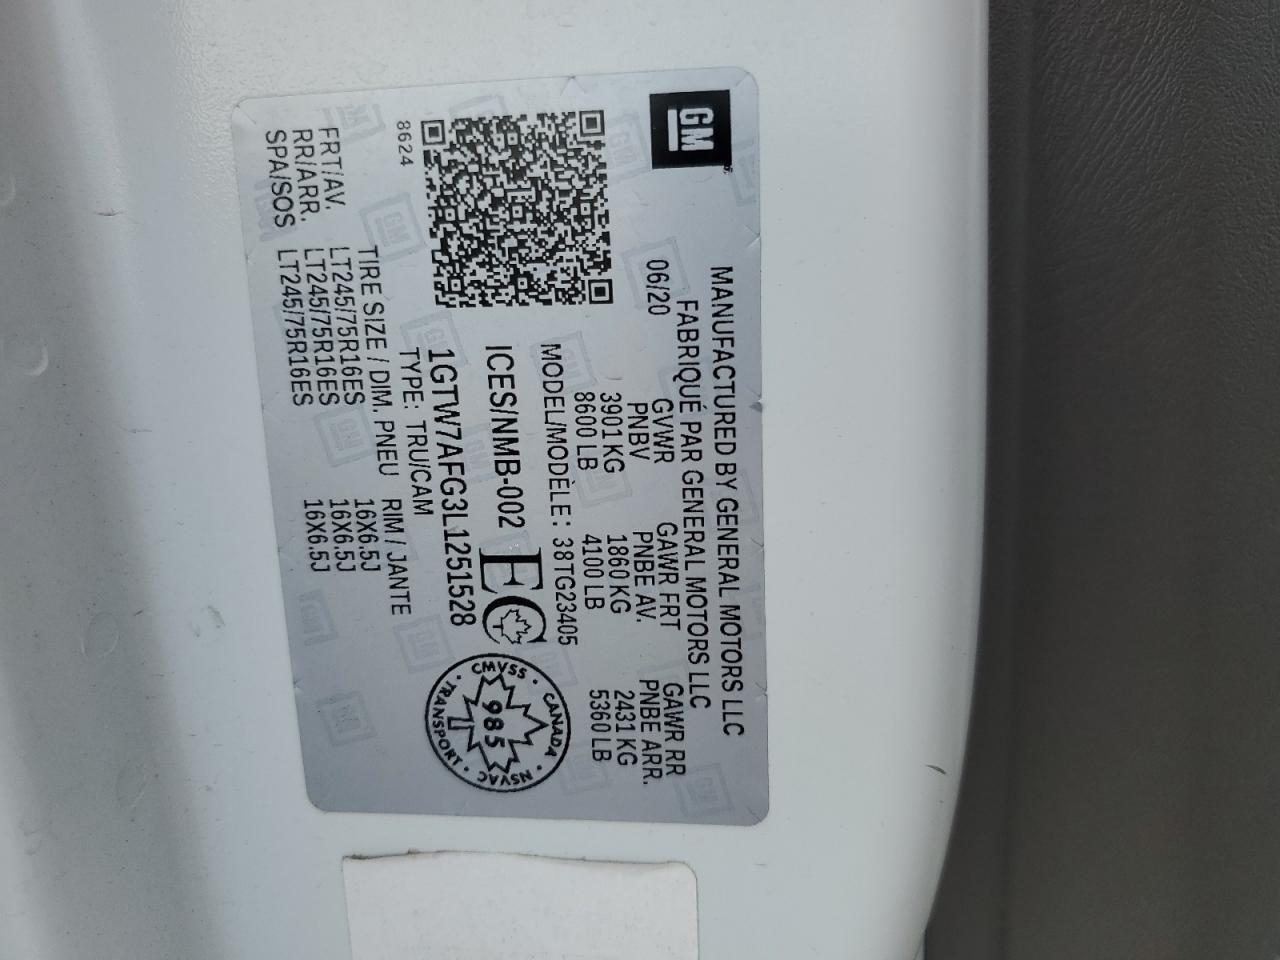 GM
MANUFACTURED BY GENERAL MOTORS LLC
FABRIQUÉ PAR GENERAL MOTORS LLC
06/20 GVWR GAWR FRT GAWR RR
PNBV PNBE AV. PNBE ARR.
3901 KG 1860 KG 2431 KG
8600 LB 4100 LB 5360 LB
MODEL/MODÈLE: 38TG23405
ICES/NMB-002 EC
CANADA • NSVAC • TRANSPORT • CMVSS •
985
1GTW7AFG3L1251528
8624 TYPE: TRU/CAM
TIRE SIZE / DIM. PNEU RIM / JANTE
FRT/AV. LT245/75R16ES 16X6.5J
RR/ARR. LT245/75R16ES 16X6.5J
SPA/SOS LT245/75R16ES 16X6.5J